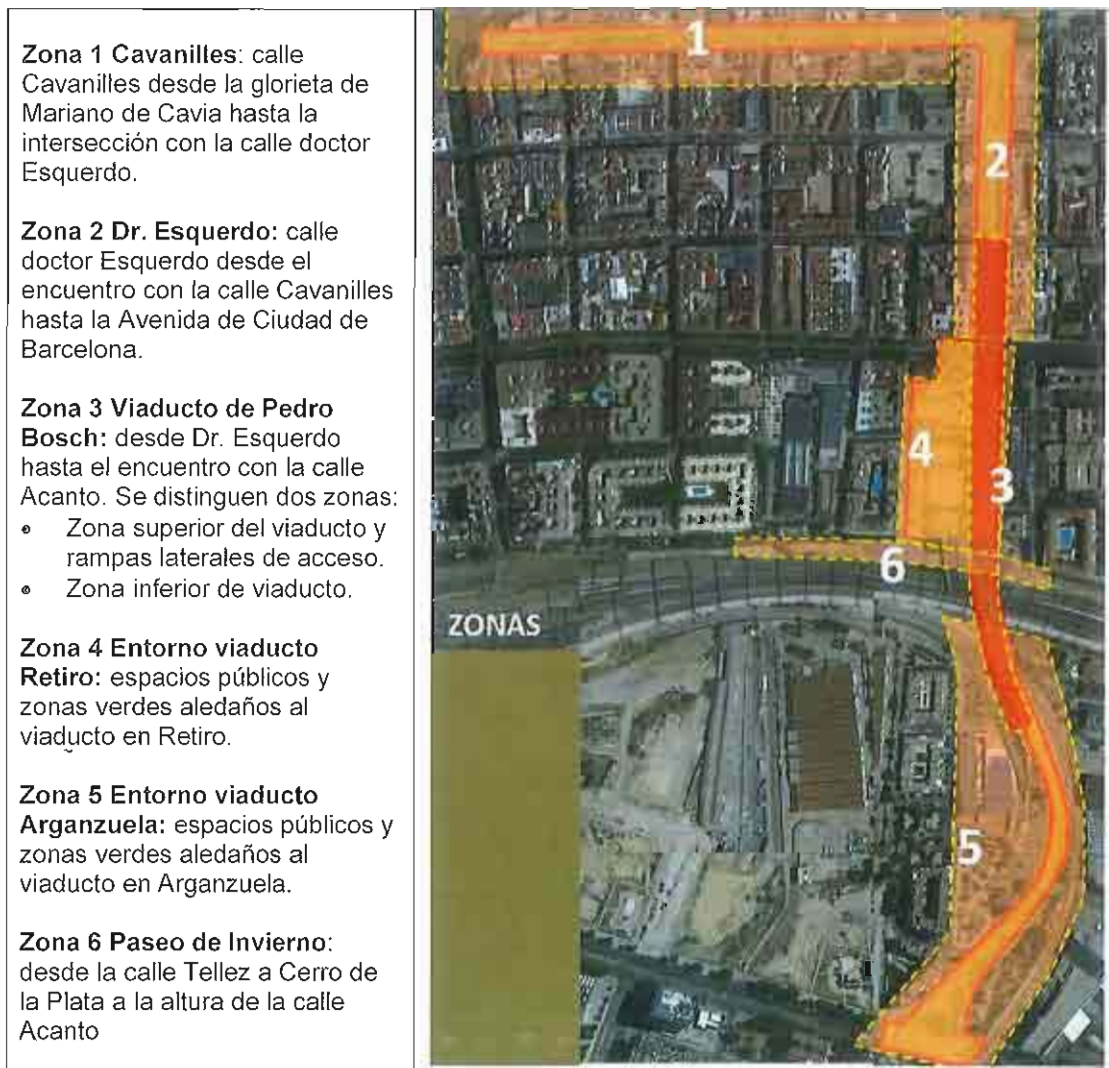 Zona 1 Cavanilles: calle
Cavanilles desde la glorieta de
Mariano de Cavia hasta la
intersección con la calle doctor
Esquerdo.
Zona 2 Dr. Esquerdo: calle
doctor Esquerdo desde el
encuentro con la calle Cavanilles
hasta la Avenida de Ciudad de
Barcelona.
Zona 3 Viaducto de Pedro
Bosch: desde Dr. Esquerdo
hasta el encuentro con la calle
Acanto. Se distinguen dos zonas:
• Zona superior del viaducto y
rampas laterales de acceso.
• Zona inferior de viaducto.
Zona 4 Entorno viaducto
Retiro: espacios públicos y
zonas verdes aledaños al
viaducto en Retiro.
Zona 5 Entorno viaducto
Arganzuela: espacios públicos y
zonas verdes aledaños al
viaducto en Arganzuela.
Zona 6 Paseo de Invierno:
desde la calle Tellez a Cerro de
la Plata a la altura de la calle
Acanto
1
2
4
3
6
ZONAS
5